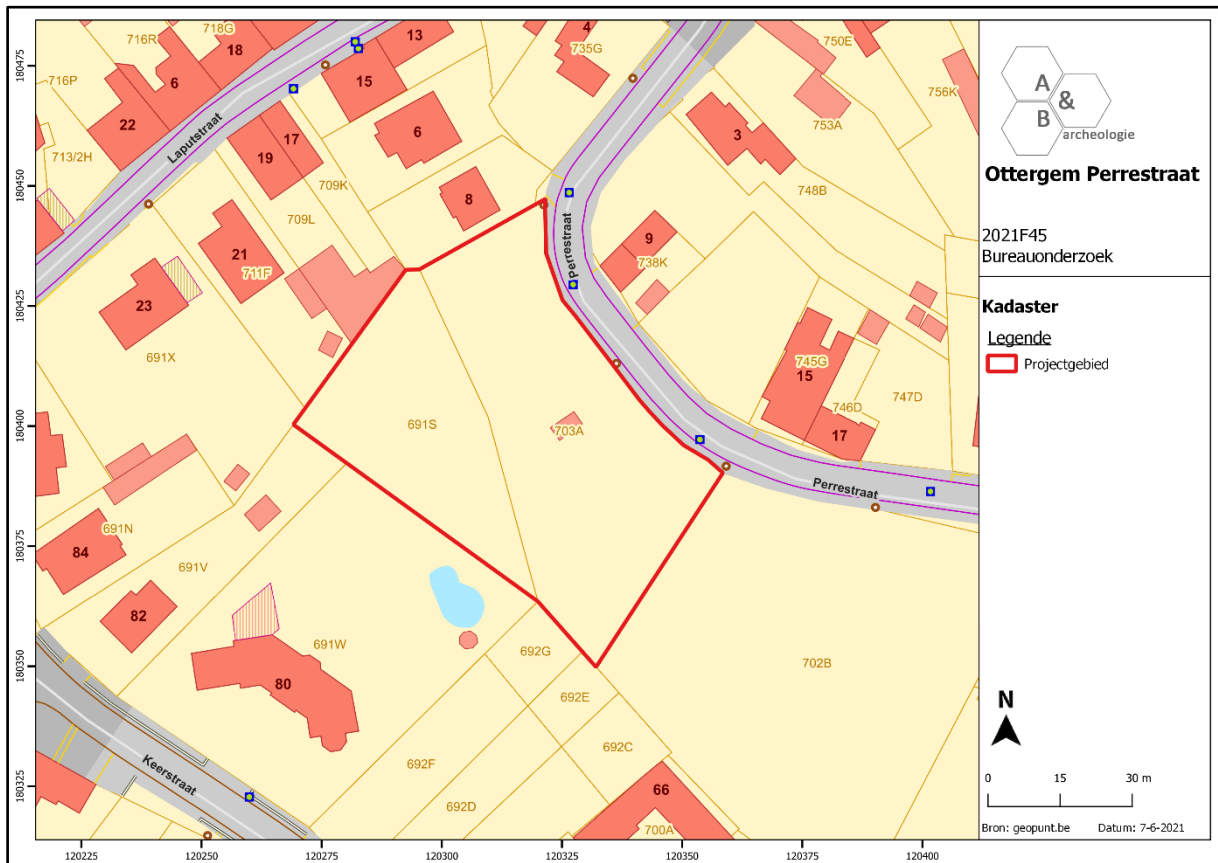 718G
716R
18
13
4
735G
750E
180475
716P
6
15
756K
22
6
3
753A
713/2H
Laputstraat
17
19
709K
748B
180450
8
709L
Perrestraat
9
738K
21
711F
180425
23
691X
745G
15
747D
746D
180400
691S
703A
17
Perrestraat
691N
84
180375
691V
82
691W
692G
702B
180350
80
692E
692C
692F
Keerstraat
66
180325
692D
700A
120225
120250
120275
120300
120325
120350
120375
120400
A
&
B
archeologie
Ottergem Perrestraat
2021F45
Bureauonderzoek
Kadaster
Legende
Projectgebied
N
0 15 30 m
Bron: geopunt.be Datum: 7-6-2021